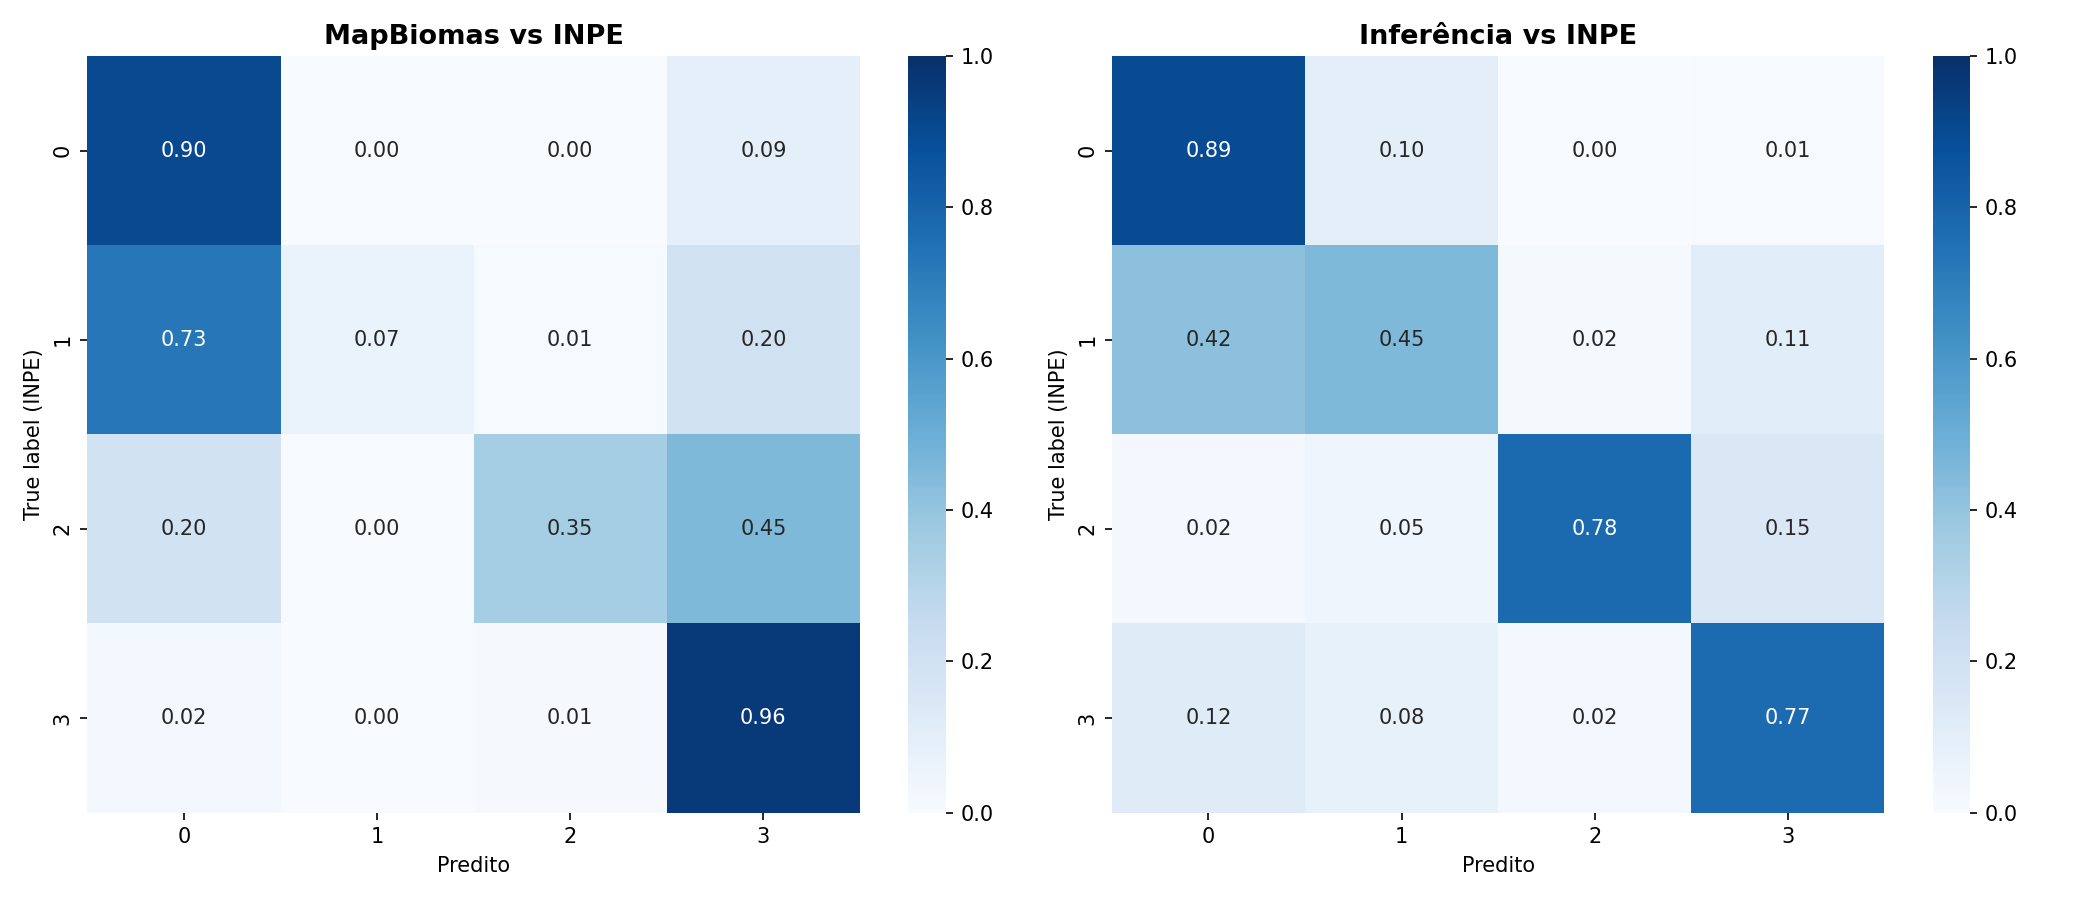 MapBiomas vs INPE
True label (INPE)
0
0.90 0.00 0.00 0.09
1
0.73 0.07 0.01 0.20
2
0.20 0.00 0.35 0.45
3
0.02 0.00 0.01 0.96
0 1 2 3
Predito
1.0
0.8
0.6
0.4
0.2
0.0
Inferência vs INPE
True label (INPE)
0
0.89 0.10 0.00 0.01
1
0.42 0.45 0.02 0.11
2
0.02 0.05 0.78 0.15
3
0.12 0.08 0.02 0.77
0 1 2 3
Predito
1.0
0.8
0.6
0.4
0.2
0.0